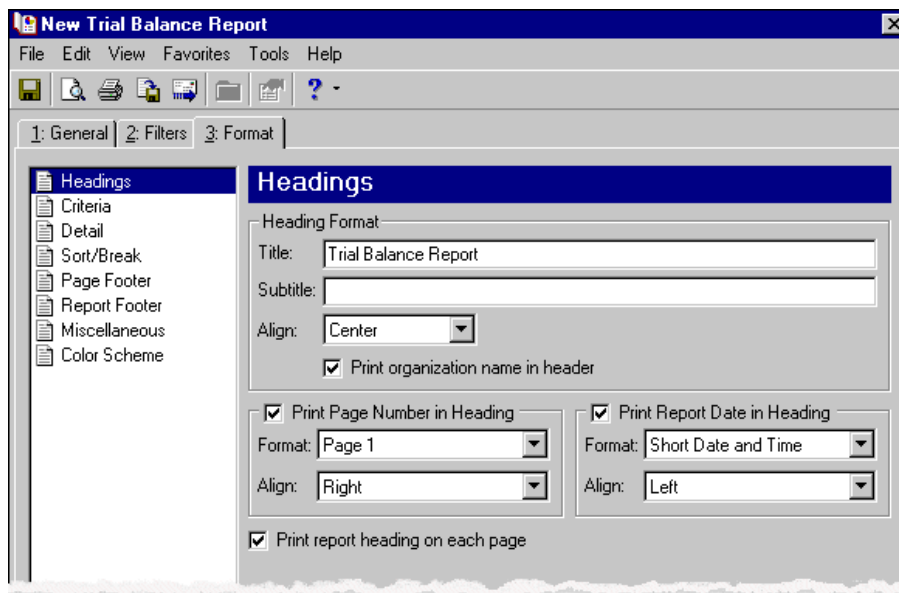 New Trial Balance Report
File Edit View Favorites Tools Help
1: General 2: Filters 3: Format
Headings
Criteria
Detail
Sort/Break
Page Footer
Report Footer
Miscellaneous
Color Scheme
Headings
Heading Format
Title: Trial Balance Report
Subtitle:
Align: Center
Print organization name in header
Print Page Number in Heading
Format: Page 1
Align: Right
Print Report Date in Heading
Format: Short Date and Time
Align: Left
Print report heading on each page